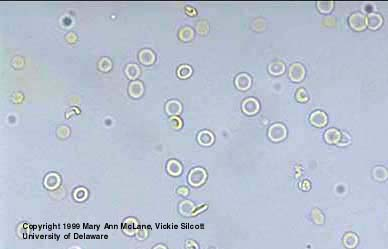 Copyright 1999 Mary Ann McLane, Vickie Silcott
University of Delaware